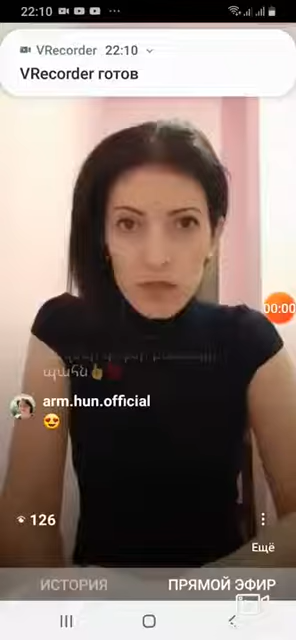 22:10
VRecorder 22:10
VRecorder готов
00:00
պահն
arm.hun.official
126
Ещё
ИСТОРИЯ ПРЯМОЙ ЭФИР